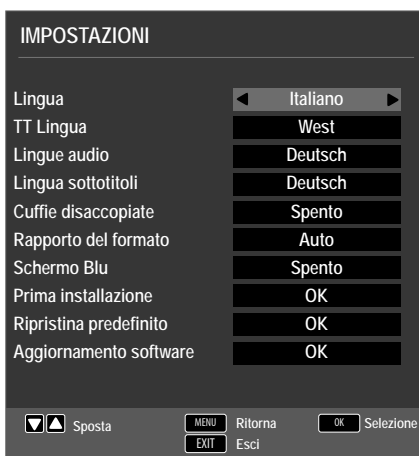 IMPOSTAZIONI
Lingua Italiano
TT Lingua West
Lingue audio Deutsch
Lingua sottotitoli Deutsch
Cuffie disaccopiate Spento
Rapporto del formato Auto
Schermo Blu Spento
Prima installazione OK
Ripristina predefinito OK
Aggiornamento software OK
Sposta MENU Ritorna OK Selezione
EXIT Esci